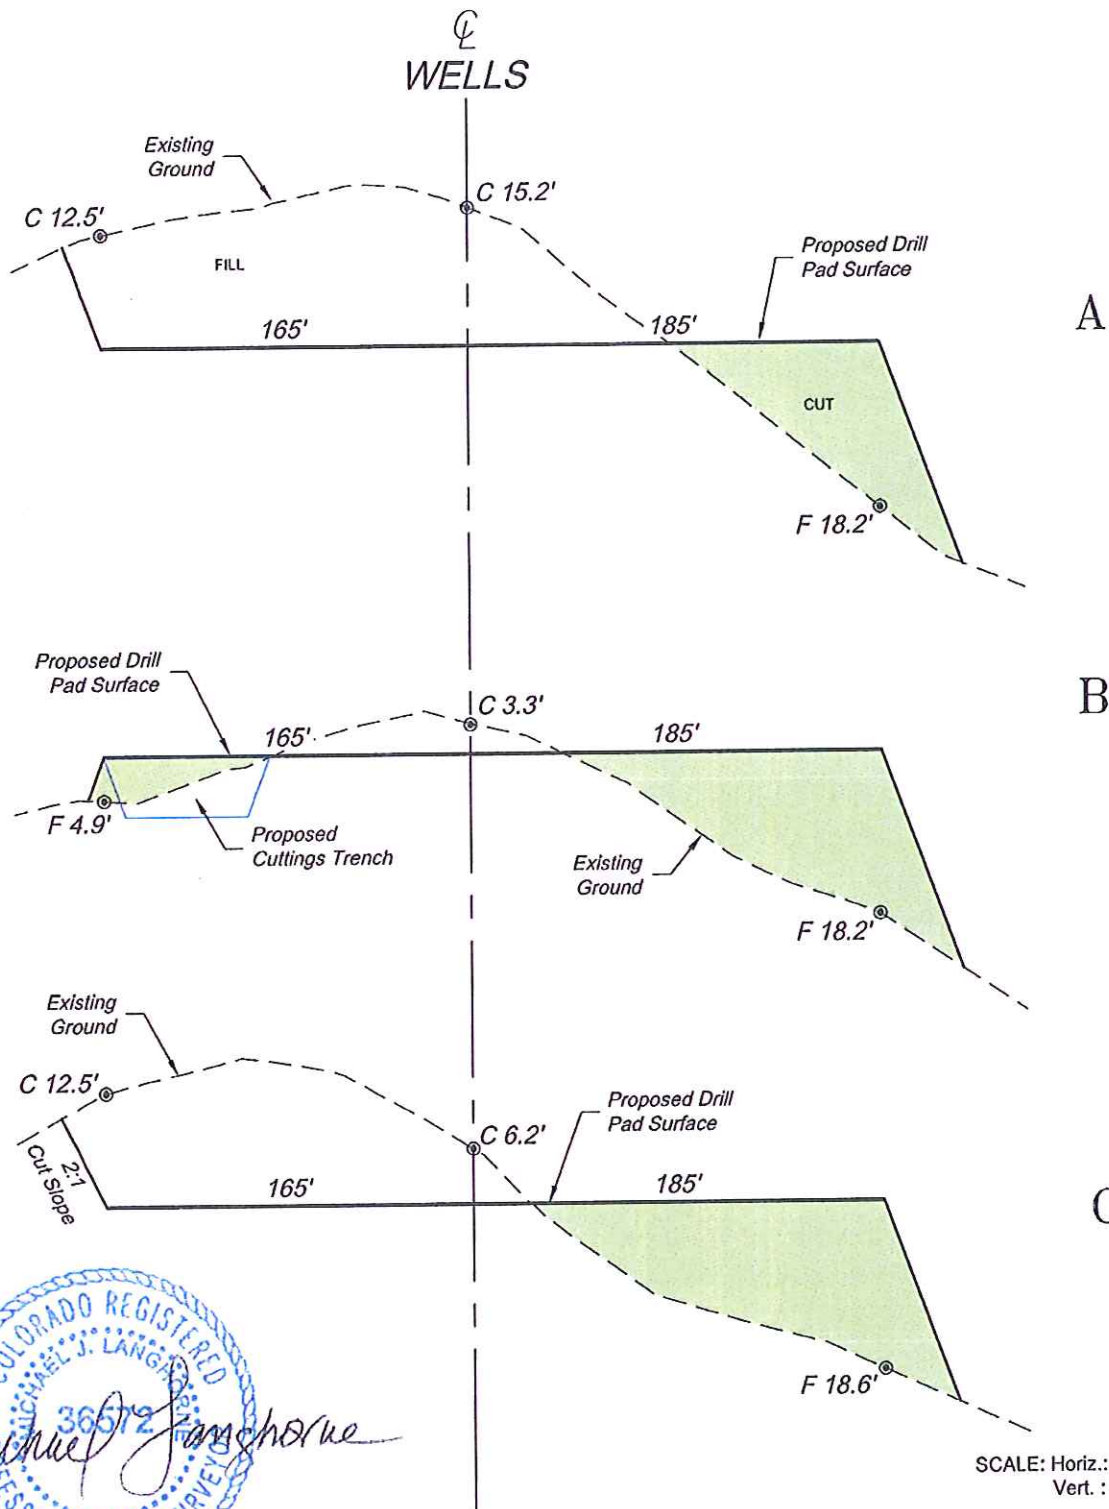 ℄
WELLS
Existing
Ground
C 12.5'
C 15.2'
FILL
Proposed Drill
Pad Surface
165'
185'
A
CUT
F 18.2'
Proposed Drill
Pad Surface
C 3.3'
B
165'
185'
F 4.9'
Proposed
Cuttings Trench
Existing
Ground
F 18.2'
Existing
Ground
C 12.5'
Proposed Drill
Pad Surface
C 6.2'
2:1
Cut Slope
165'
185'
C
F 18.6'
COLORADO REGISTERED
MICHAEL J. LANGHORNE
36572
Langhorne
SCALE: Horiz.:
Vert. :